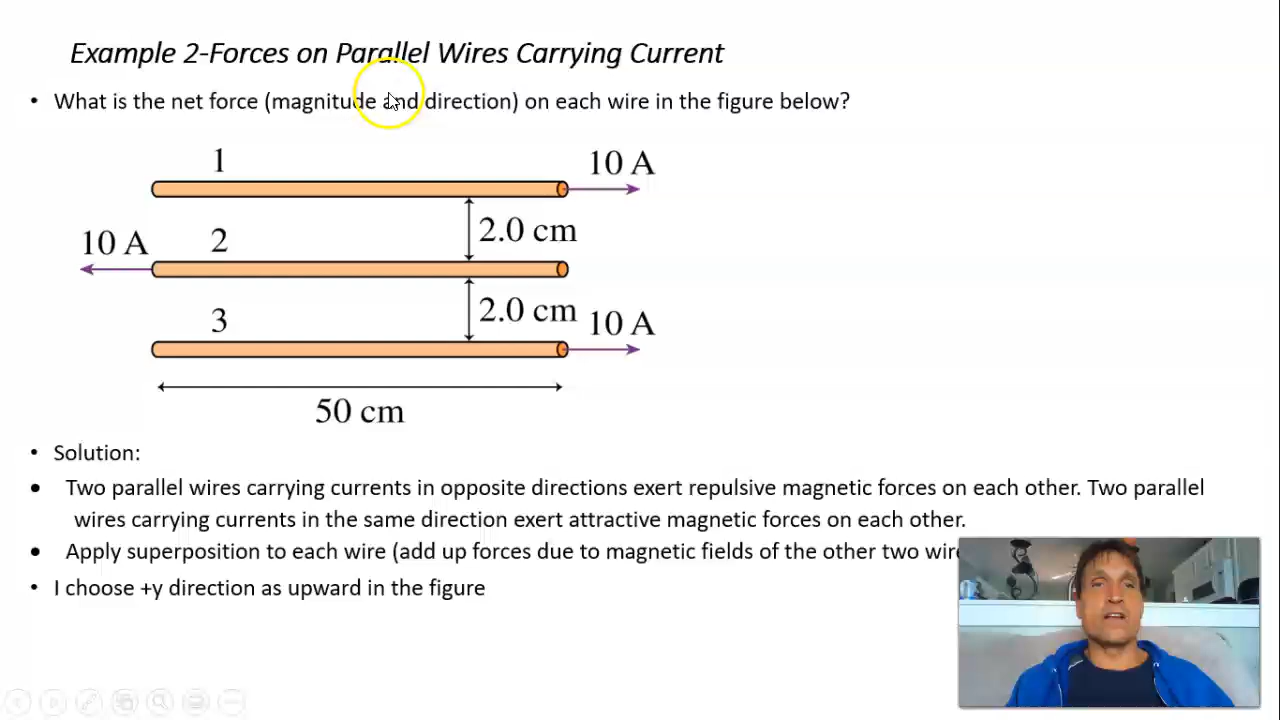 Example 2-Forces on Parallel Wires Carrying Current
• What is the net force (magnitude and direction) on each wire in the figure below?
1
10 A
10 A
2
2.0 cm
3
2.0 cm
10 A
50 cm
• Solution:
• Two parallel wires carrying currents in opposite directions exert repulsive magnetic forces on each other. Two parallel
wires carrying currents in the same direction exert attractive magnetic forces on each other.
• Apply superposition to each wire (add up forces due to magnetic fields of the other two
• I choose +y direction as upward in the figure